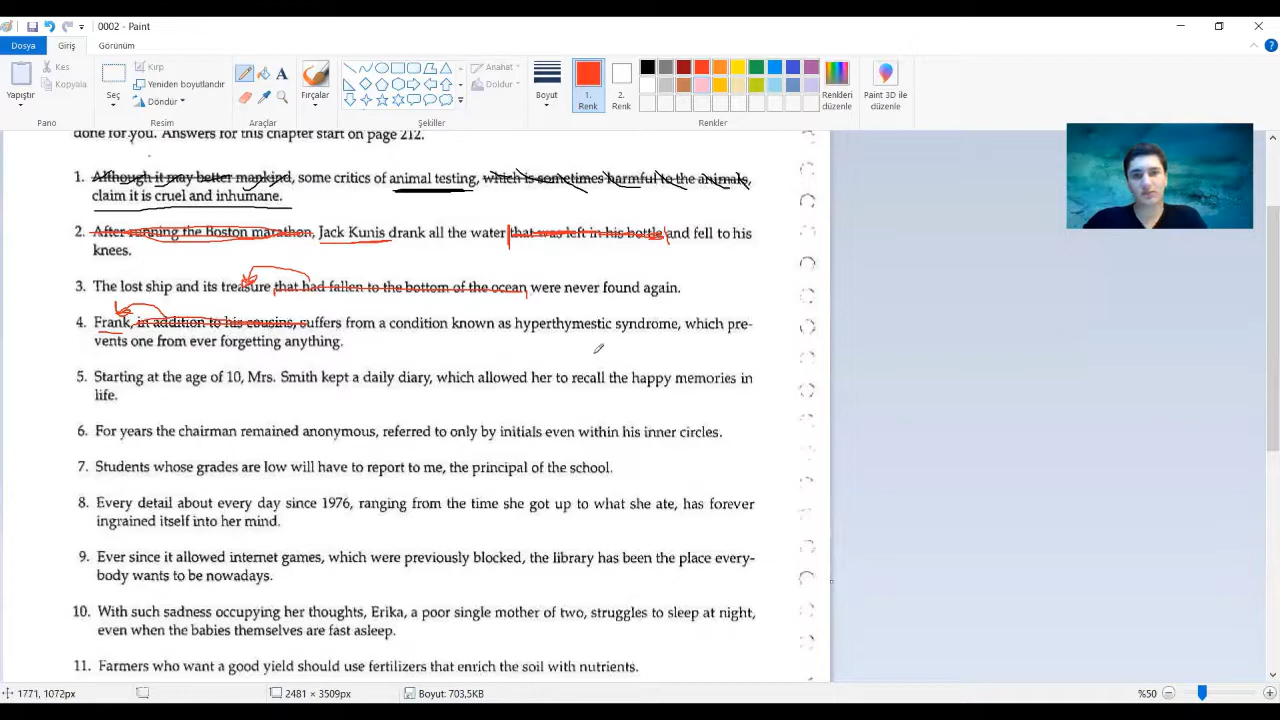 0002 - Paint
Dosya Giriş Görünüm
Yapıştır
Kes
Kopyala
Seç
Kırp
Yeniden boyutlandır
Döndür
Fırçalar
Anahat
Doldur
Boyut
1. Renk
2. Renk
Renkleri düzenle
Paint 3D ile düzenle
Pano Resim Araçlar Şekiller Renkler
done for you. Answers for this chapter start on page 212.
1. Although it may better mankind, some critics of animal testing, which is sometimes harmful to the animals,
claim it is cruel and inhumane.
2. After running the Boston marathon, Jack Kunis drank all the water that was left in his bottle and fell to his
knees.
3. The lost ship and its treasure that had fallen to the bottom of the ocean were never found again.
4. Frank, in addition to his cousins, suffers from a condition known as hyperthymestic syndrome, which pre-
vents one from ever forgetting anything.
5. Starting at the age of 10, Mrs. Smith kept a daily diary, which allowed her to recall the happy memories in
life.
6. For years the chairman remained anonymous, referred to only by initials even within his inner circles.
7. Students whose grades are low will have to report to me, the principal of the school.
8. Every detail about every day since 1976, ranging from the time she got up to what she ate, has forever
ingrained itself into her mind.
9. Ever since it allowed internet games, which were previously blocked, the library has been the place every-
body wants to be nowadays.
10. With such sadness occupying her thoughts, Erika, a poor single mother of two, struggles to sleep at night,
even when the babies themselves are fast asleep.
11. Farmers who want a good yield should use fertilizers that enrich the soil with nutrients.
1771, 1072px 2481 × 3509px Boyut: 703,5KB %50